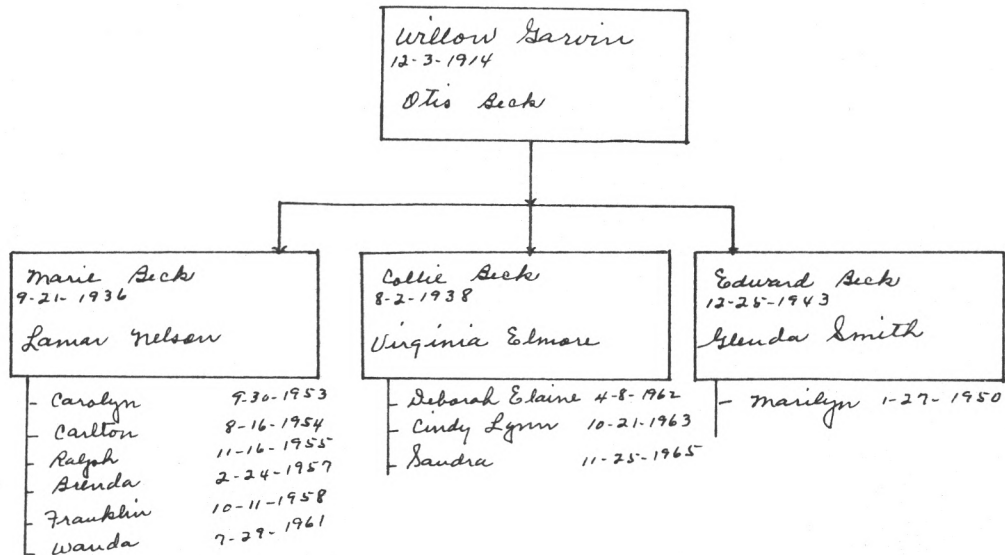 Willow Garvin
12-3-1914
Otis Beck
Marie Beck
9-21-1936
Lamar Nelson
Carolyn 9-30-1953
Carlton 8-16-1954
Ralph 11-16-1955
Brenda 2-24-1957
Franklin 10-11-1958
Wanda 7-29-1961
Collie Beck
8-2-1938
Virginia Elmore
Deborah Elaine 4-8-1962
Cindy Lynn 10-21-1963
Sandra 11-25-1965
Edward Beck
12-25-1943
Glenda Smith
Marilyn 1-27-1950